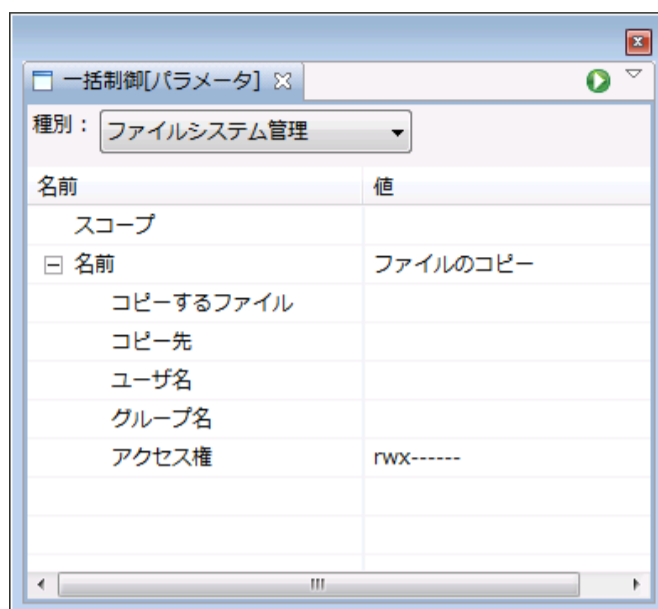 一括制御[パラメータ]
種別： ファイルシステム管理
名前 値
スコープ
名前 ファイルのコピー
コピーするファイル
コピー先
ユーザ名
グループ名
アクセス権 rwx------